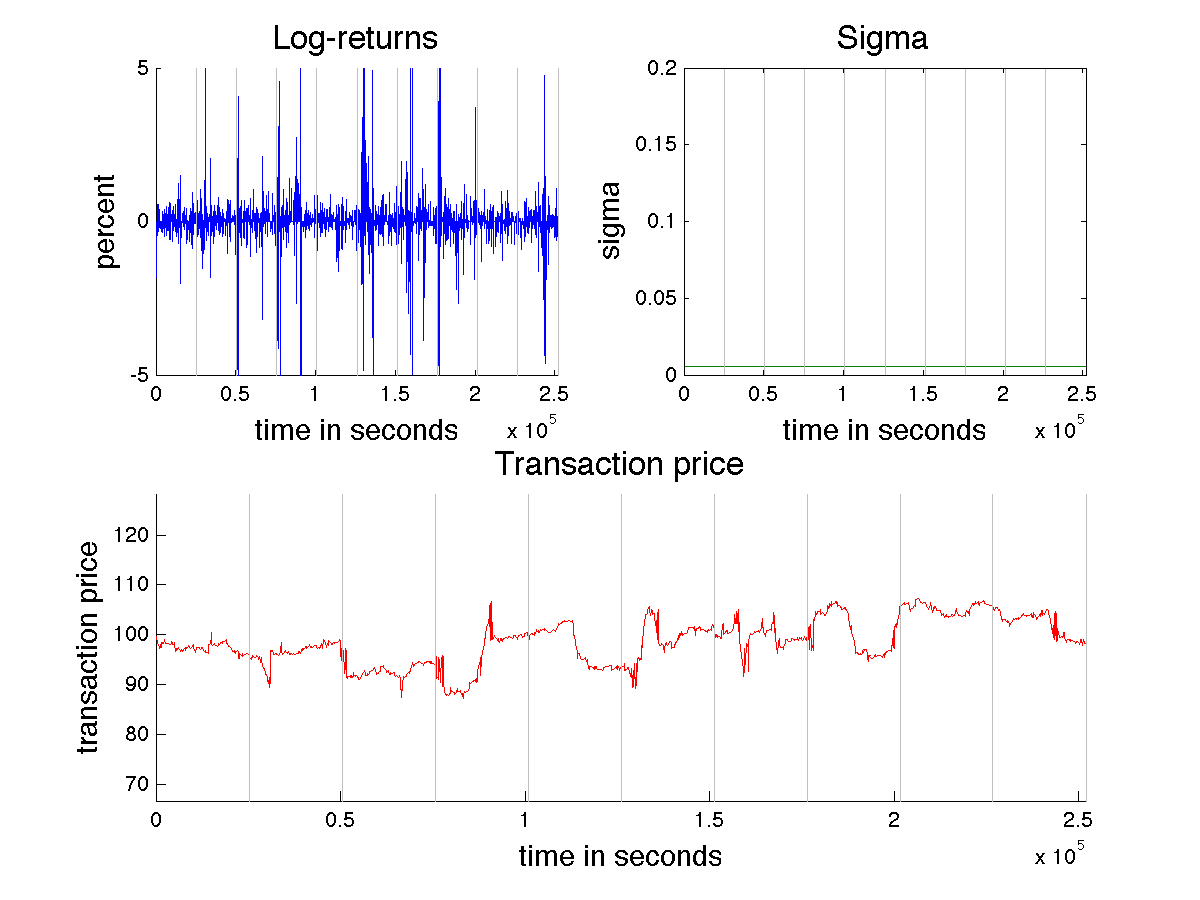 Log-returns
5
0
-5
percent
0
0.5
1
1.5
2
2.5
x 10^5
time in seconds
Sigma
0.2
0.15
0.1
0.05
0
sigma
0
0.5
1
1.5
2
2.5
x 10^5
time in seconds
Transaction price
120
110
100
90
80
70
transaction price
0
0.5
1
1.5
2
2.5
x 10^5
time in seconds